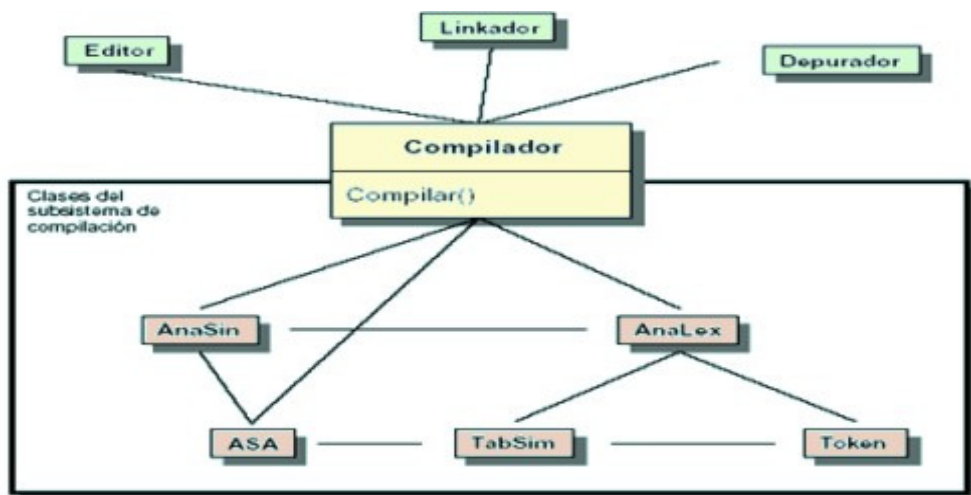 Linkador
Editor
Depurador
Compilador
Compilar()
Clases del
subsistema de
compilación
AnaSin
AnaLex
ASA
TabSim
Token